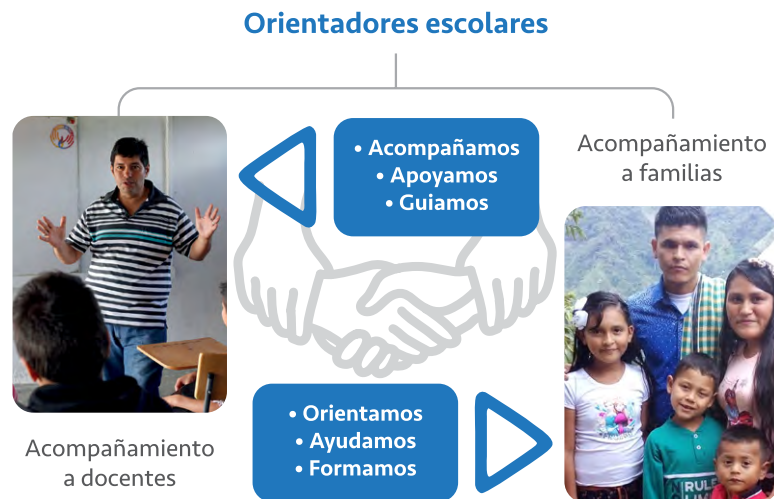 Orientadores escolares
• Acompañamos
• Apoyamos
• Guiamos
Acompañamiento
a familias
• Orientamos
• Ayudamos
• Formamos
Acompañamiento
a docentes